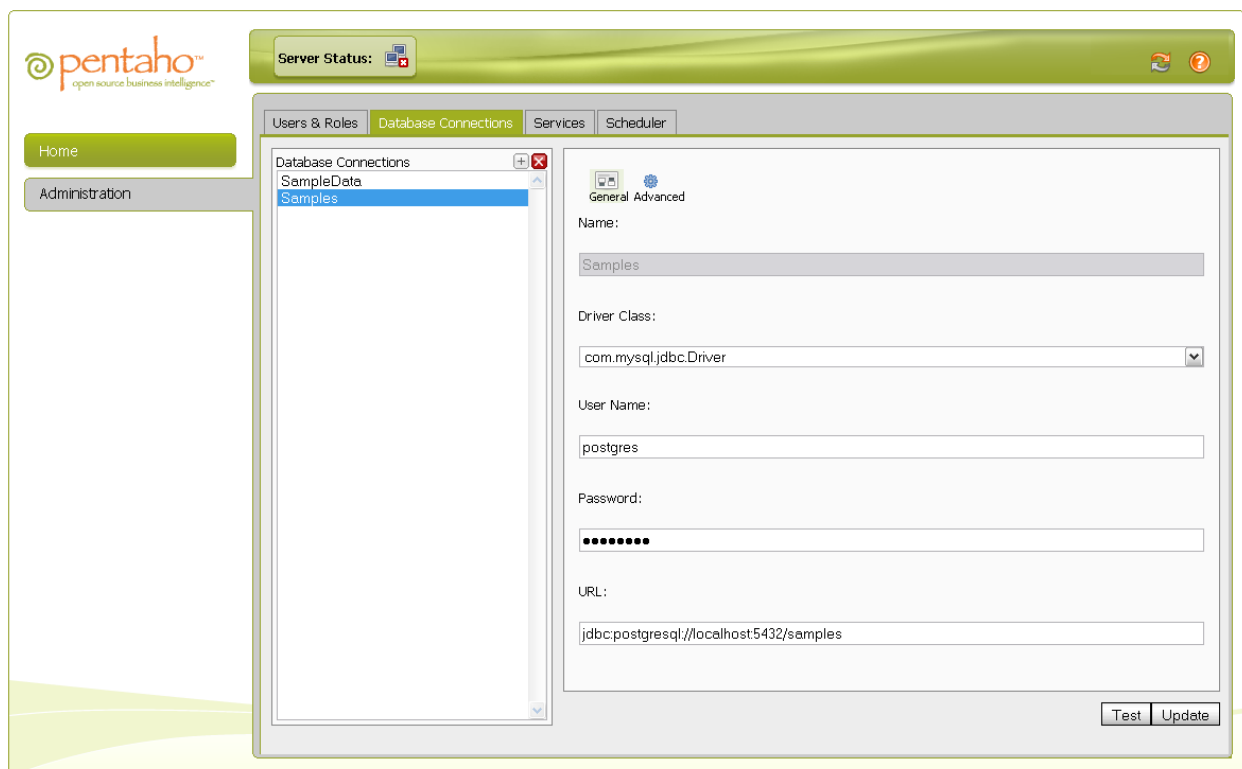 pentaho™
open source business intelligence™
Server Status:
Home
Administration
Users & Roles
Database Connections
Services
Scheduler
Database Connections
SampleData
Samples
General
Advanced
Name:
Samples
Driver Class:
com.mysql.jdbc.Driver
User Name:
postgres
Password:
••••••••
URL:
jdbc:postgresql://localhost:5432/samples
Test
Update